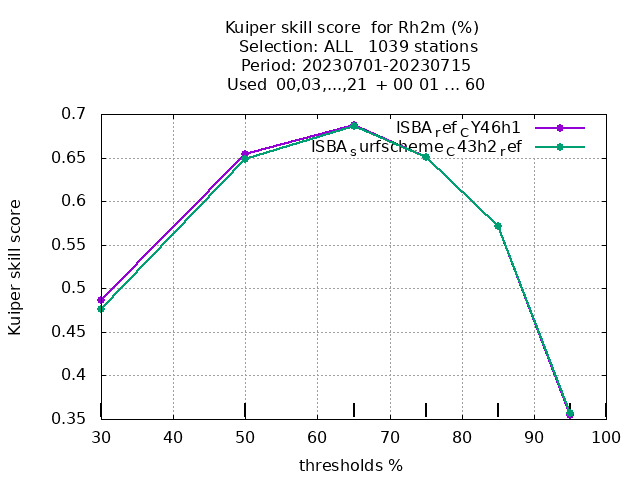 Kuiper skill score  for Rh2m (%)
Selection: ALL   1039 stations
Period: 20230701-20230715
Used  00,03,...,21  + 00 01 ... 60
0.7
0.65
0.6
0.55
0.5
0.45
0.4
0.35
Kuiper skill score
ISBA_ref_CY46h1
ISBA_surfscheme_C43h2_ref
30 40 50 60 70 80 90 100
thresholds %